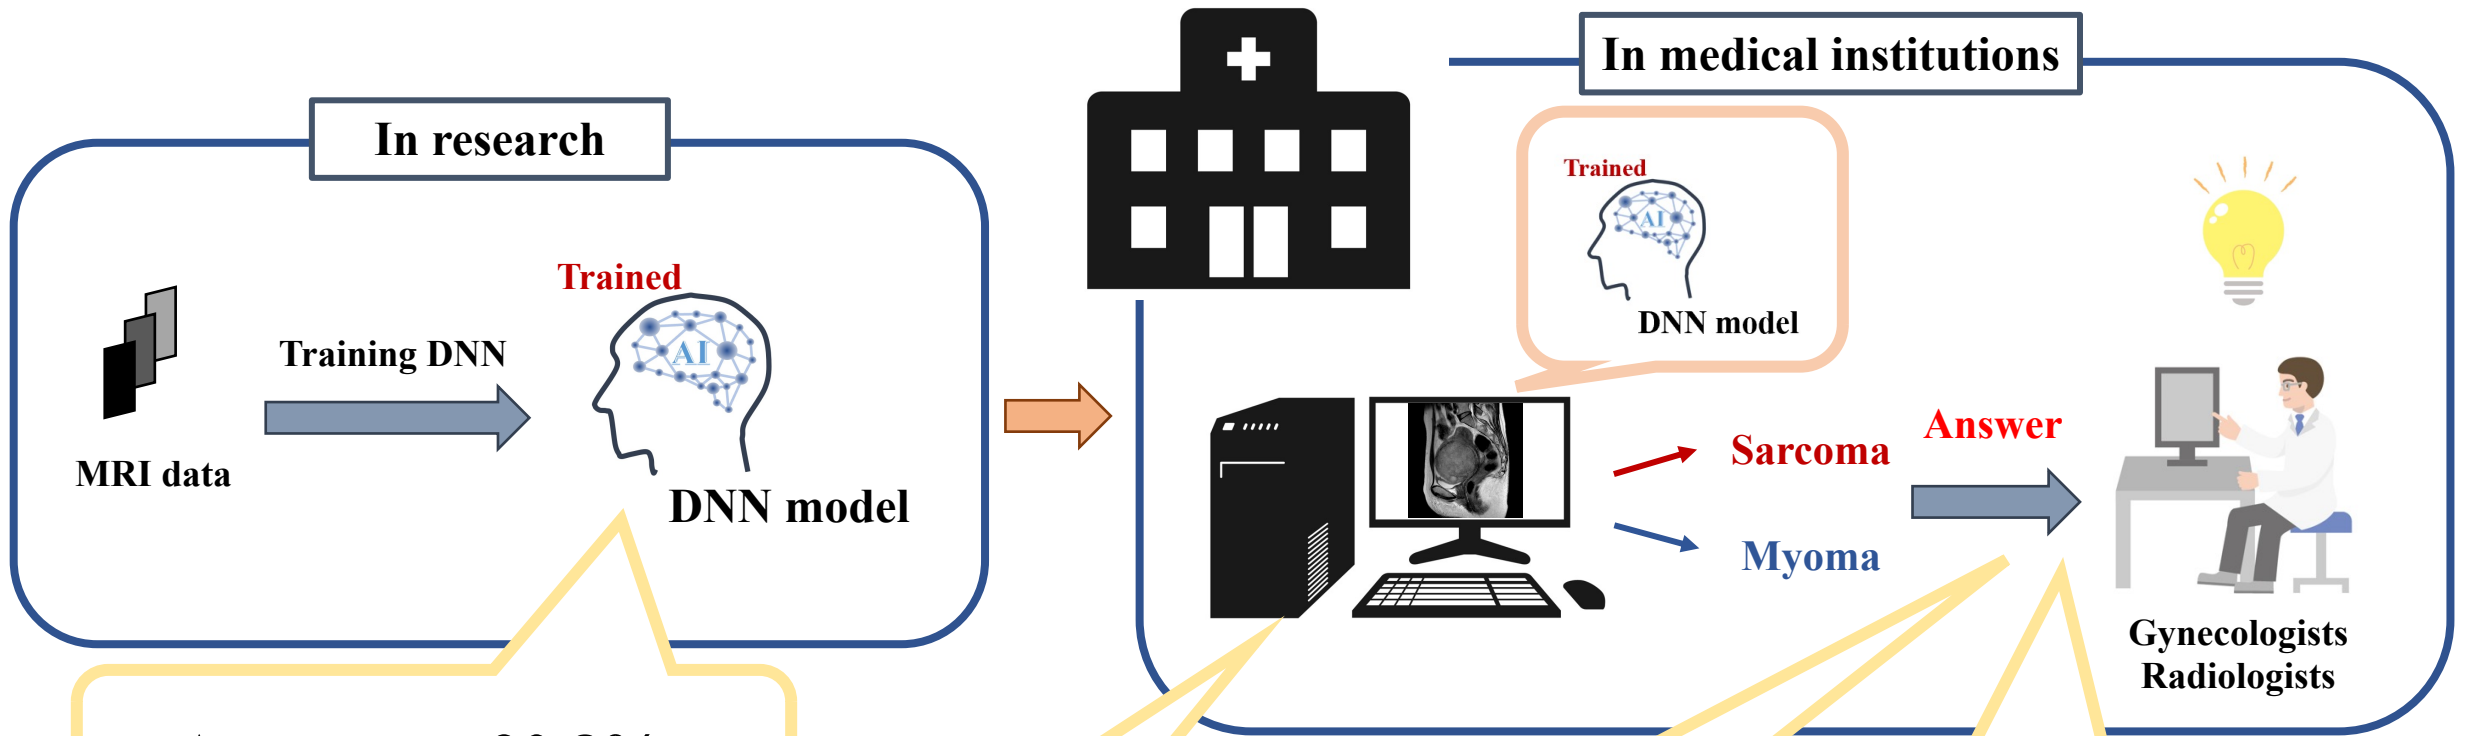 In research
MRI data
Training DNN
Trained
AI
DNN model
In medical institutions
Trained
AI
DNN model
Sarcoma
Myoma
Answer
Gynecologists
Radiologists